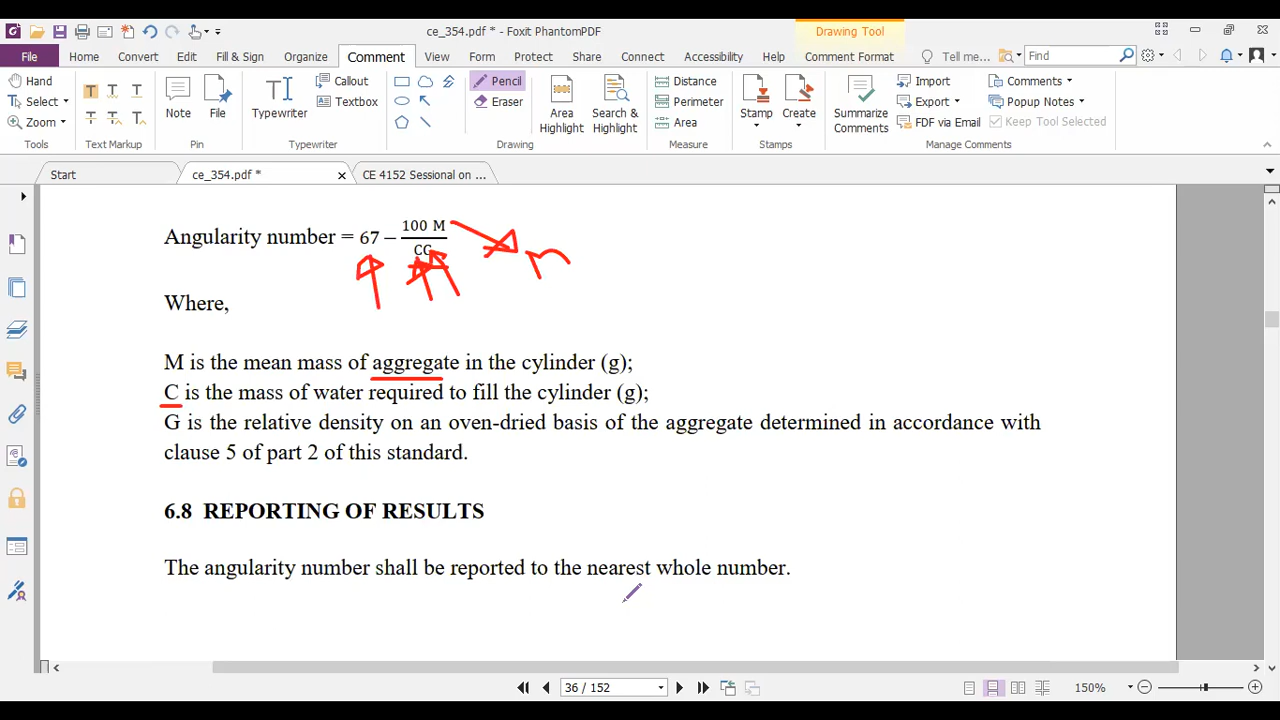 ce_354.pdf * - Foxit PhantomPDF
Drawing Tool
File Home Convert Edit Fill & Sign Organize Comment View Form Protect Share Connect Accessibility Help Comment Format Tell me... Find
Hand
Select
Zoom
Tools
T T T
T T T
Text Markup
Note
File
Pin
Typewriter
Callout
Textbox
Typewriter
Pencil
Eraser
Area Highlight
Search & Highlight
Drawing
Distance
Perimeter
Area
Measure
Stamp
Create
Stamps
Summarize Comments
Import
Export
FDF via Email
Comments
Popup Notes
Keep Tool Selected
Manage Comments
Start ce_354.pdf * CE 4152 Sessional on ...
Angularity number = 67 – 100 M / CG
Where,
M is the mean mass of aggregate in the cylinder (g);
C is the mass of water required to fill the cylinder (g);
G is the relative density on an oven-dried basis of the aggregate determined in accordance with
clause 5 of part 2 of this standard.
6.8 REPORTING OF RESULTS
The angularity number shall be reported to the nearest whole number.
36 / 152
150%